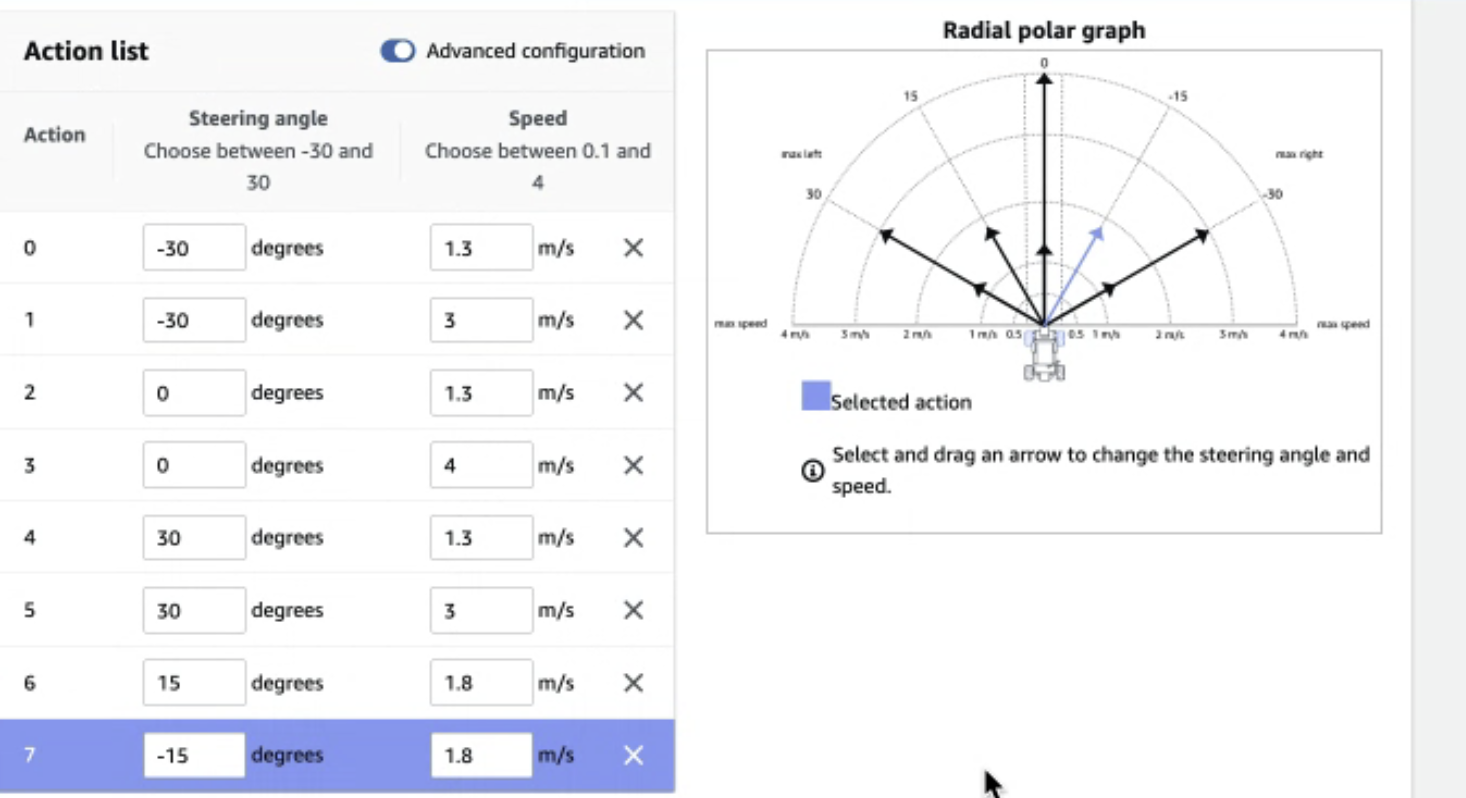 Action list
Advanced configuration
Action
Steering angle
Choose between -30 and
30
Speed
Choose between 0.1 and
4
0 -30 degrees 1.3 m/s
1 -30 degrees 3 m/s
2 0 degrees 1.3 m/s
3 0 degrees 4 m/s
4 30 degrees 1.3 m/s
5 30 degrees 3 m/s
6 15 degrees 1.8 m/s
7 -15 degrees 1.8 m/s
Radial polar graph
0
15 -15
max left max right
30 -30
max speed max speed
4 m/s 3 m/s 2 m/s 1 m/s 0.5 0.5 1 m/s 2 m/s 3 m/s 4 m/s
Selected action
Select and drag an arrow to change the steering angle and
speed.